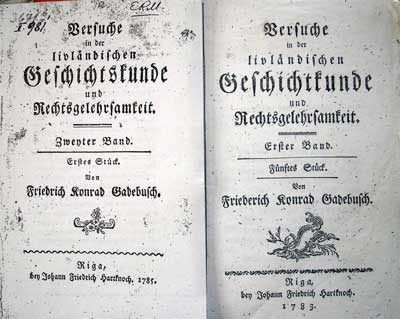 I 981
E.R.M.
Versuche
in der
livländischen
Geschichtskunde
und
Rechtsgelehrsamkeit.
Zweyter Band.
Erstes Stück.
Von
Friedrich Konrad Gadebusch.
Riga,
bey Johann Friedrich Hartknoch, 1785.
Versuche
in der
livländischen
Geschichtkunde
und
Rechtsgelehrsamkeit.
Erster Band.
Fünftes Stück.
Von
Friederich Konrad Gadebusch.
Riga,
bey Johann Friedrich Hartknoch.
1783.